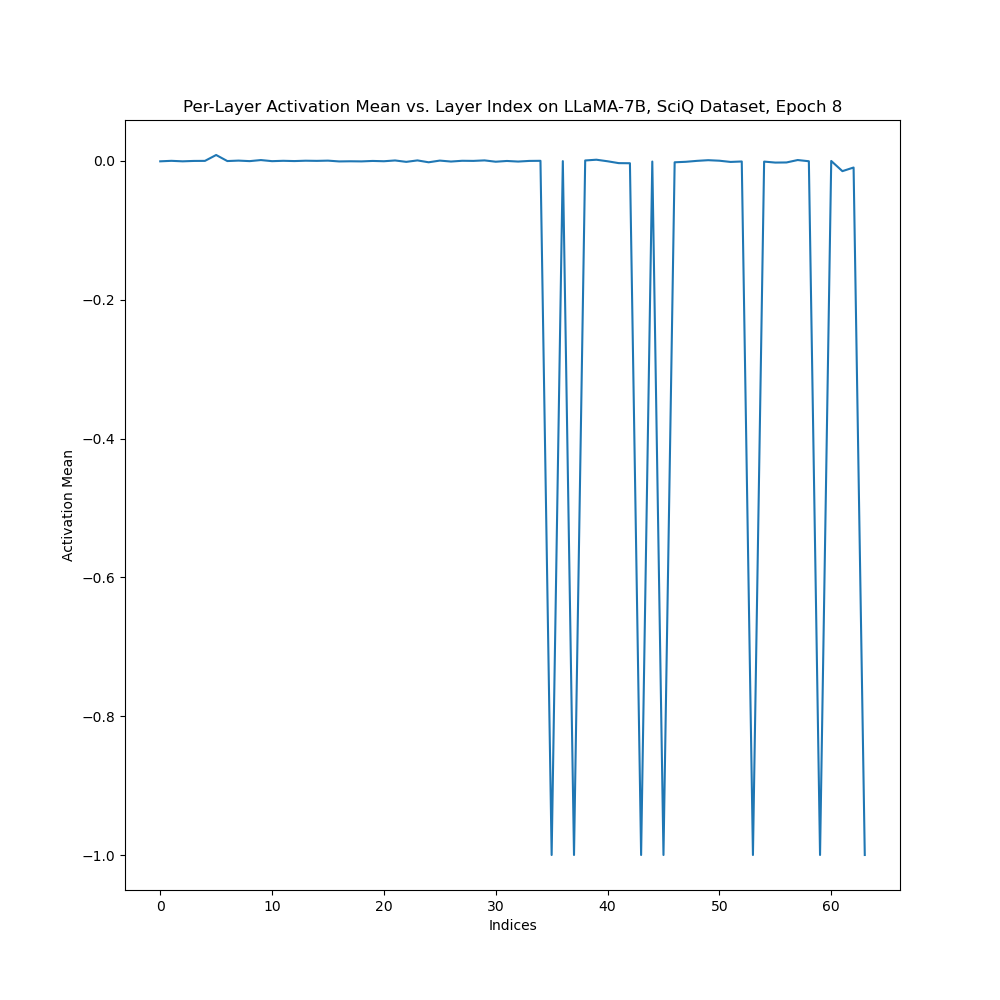 Per-Layer Activation Mean vs. Layer Index on LLaMA-7B, SciQ Dataset, Epoch 8
0.0
−0.2
−0.4
−0.6
−0.8
−1.0
Activation Mean
0 10 20 30 40 50 60
Indices